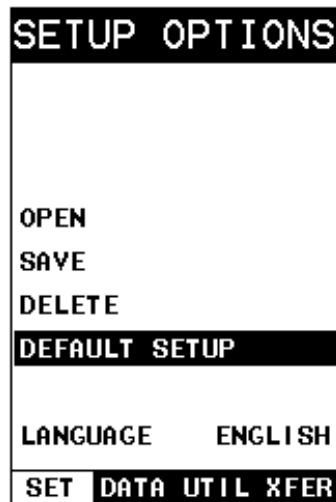 SETUP OPTIONS
OPEN
SAVE
DELETE
DEFAULT SETUP
LANGUAGE ENGLISH
SET DATA UTIL XFER